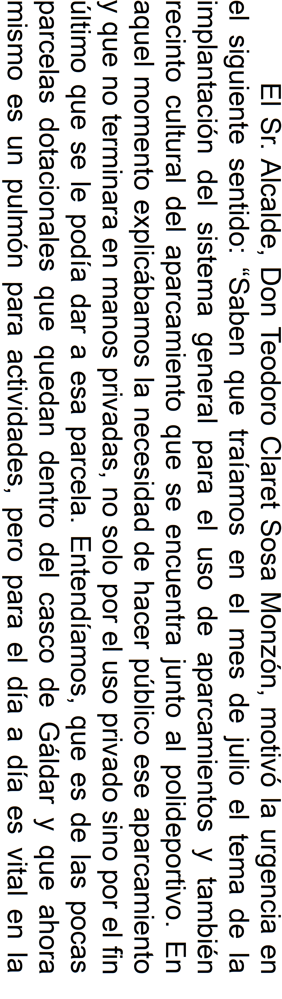 El Sr. Alcalde, Don Teodoro Claret Sosa Monzón, motivó la urgencia en
el siguiente sentido: “Saben que traíamos en el mes de julio el tema de la
implantación del sistema general para el uso de aparcamientos y también
recinto cultural del aparcamiento que se encuentra junto al polideportivo. En
aquel momento explicábamos la necesidad de hacer público ese aparcamiento
y que no terminara en manos privadas, no solo por el uso privado sino por el fin
último que se le podía dar a esa parcela. Entendíamos, que es de las pocas
parcelas dotacionales que quedan dentro del casco de Gáldar y que ahora
mismo es un pulmón para actividades, pero para el día a día es vital en la